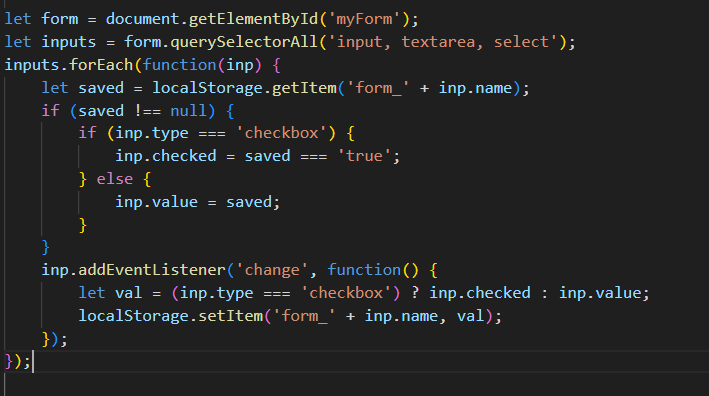 let form = document.getElementById('myForm');
let inputs = form.querySelectorAll('input, textarea, select');
inputs.forEach(function(inp) {
    let saved = localStorage.getItem('form_' + inp.name);
    if (saved !== null) {
        if (inp.type === 'checkbox') {
            inp.checked = saved === 'true';
        } else {
            inp.value = saved;
        }
    }
    inp.addEventListener('change', function() {
        let val = (inp.type === 'checkbox') ? inp.checked : inp.value;
        localStorage.setItem('form_' + inp.name, val);
    });
});